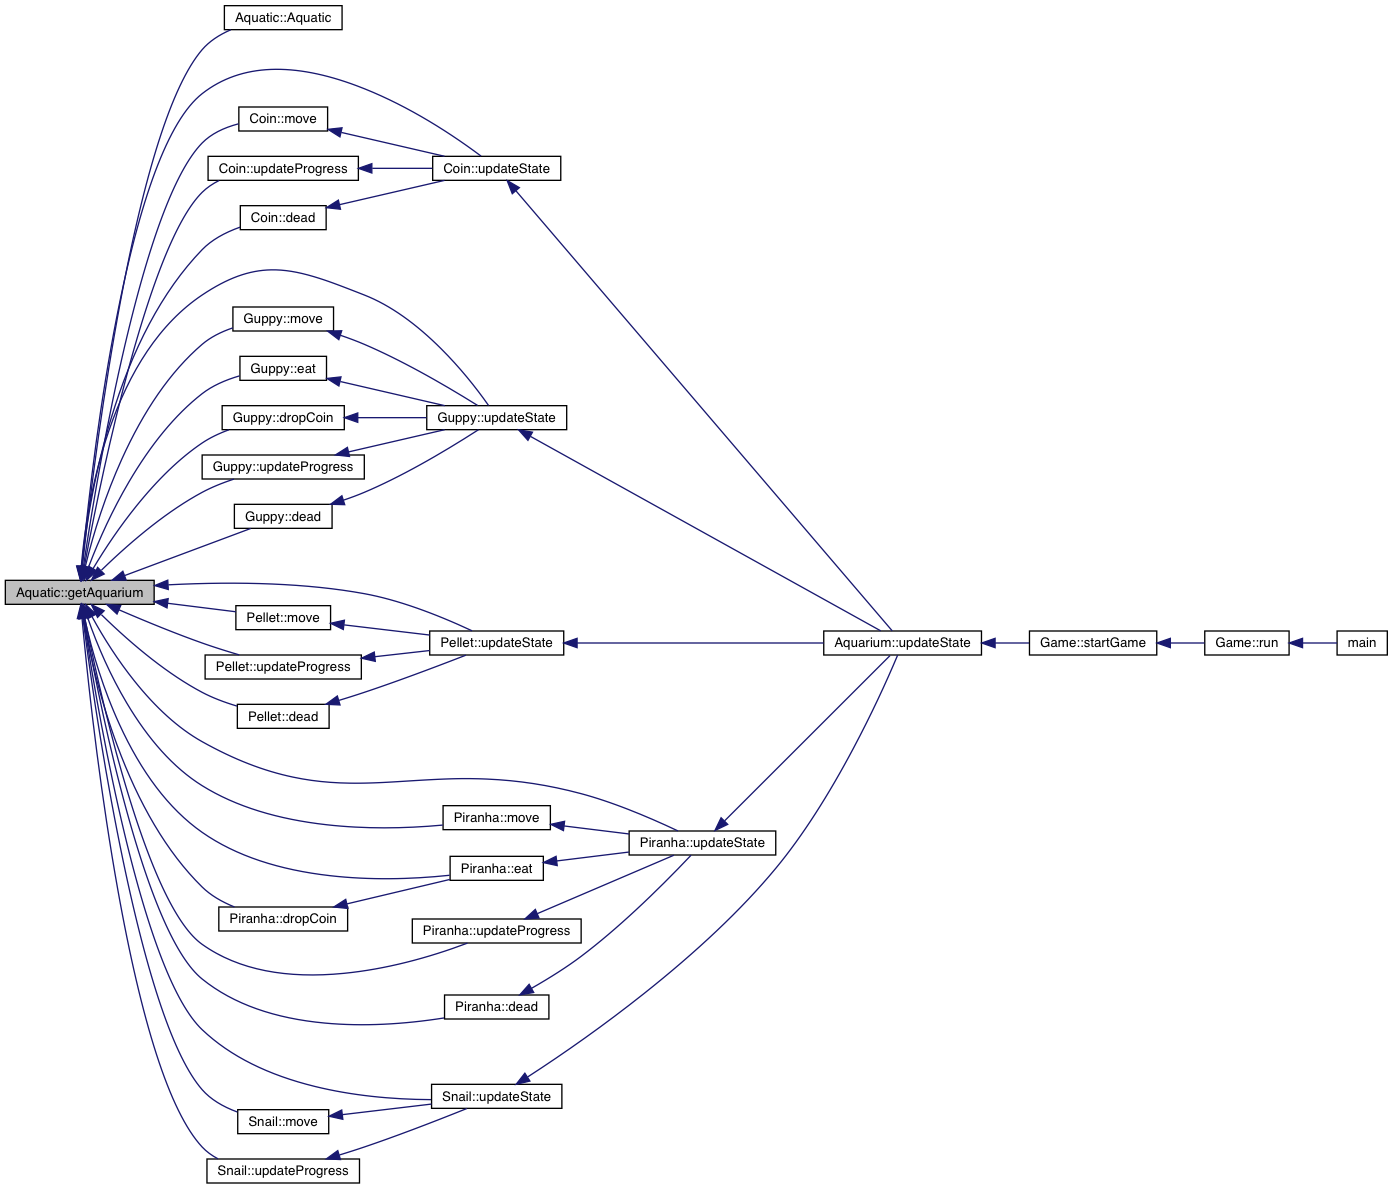 Aquatic::Aquatic
Coin::move
Coin::updateProgress
Coin::updateState
Coin::dead
Guppy::move
Guppy::eat
Guppy::dropCoin
Guppy::updateState
Guppy::updateProgress
Guppy::dead
Aquatic::getAquarium
Pellet::move
Pellet::updateState
Pellet::updateProgress
Pellet::dead
Aquarium::updateState
Game::startGame
Game::run
main
Piranha::move
Piranha::updateState
Piranha::eat
Piranha::dropCoin
Piranha::updateProgress
Piranha::dead
Snail::updateState
Snail::move
Snail::updateProgress